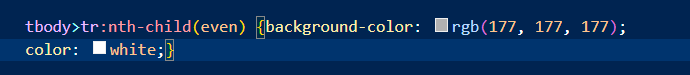 tbody>tr:nth-child(even) {background-color: rgb(177, 177, 177);
color: white;}